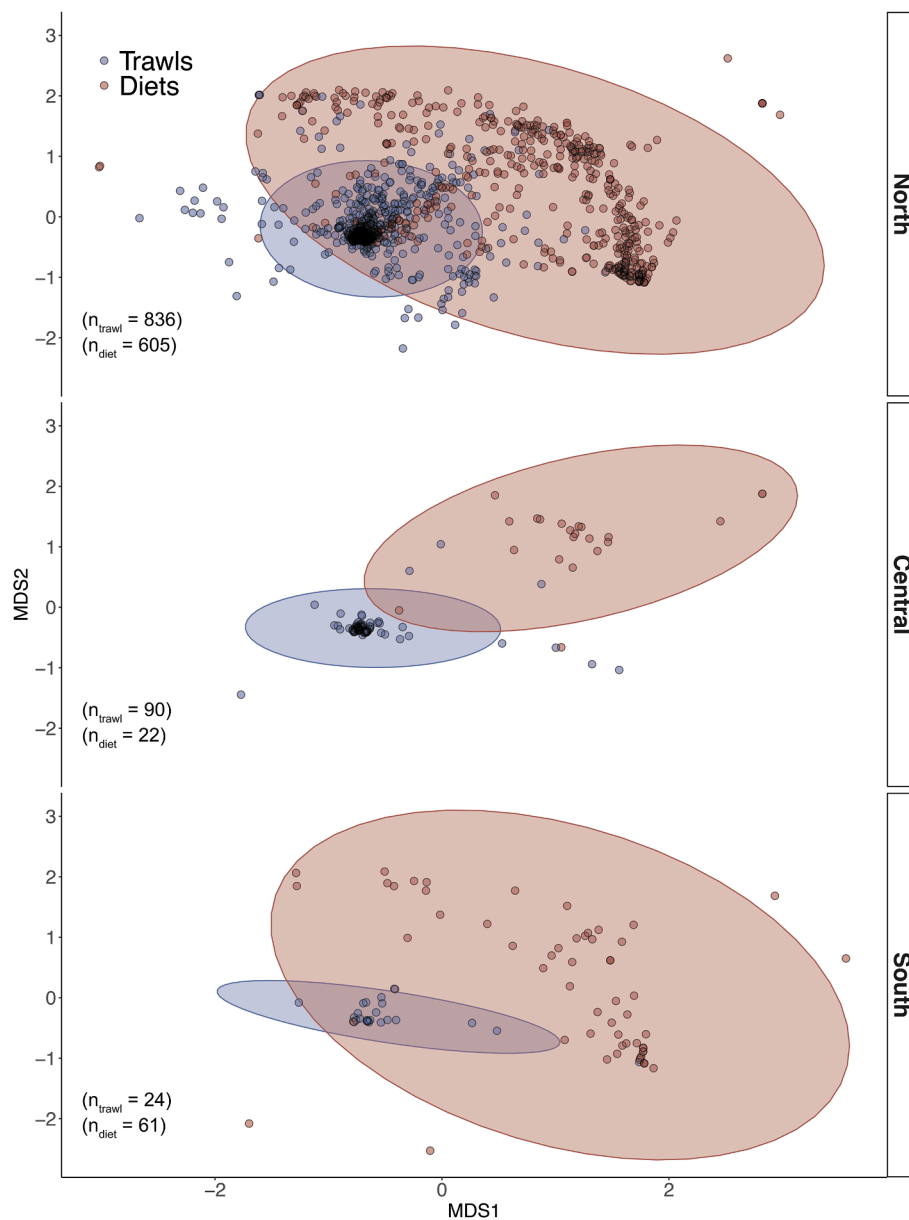 Trawls
Diets
3
2
1
0
−1
−2
(n_trawl = 836)
(n_diet = 605)
North
3
2
1
0
−1
−2
(n_trawl = 90)
(n_diet = 22)
Central
MDS2
3
2
1
0
−1
−2
(n_trawl = 24)
(n_diet = 61)
South
−2 0 2
MDS1